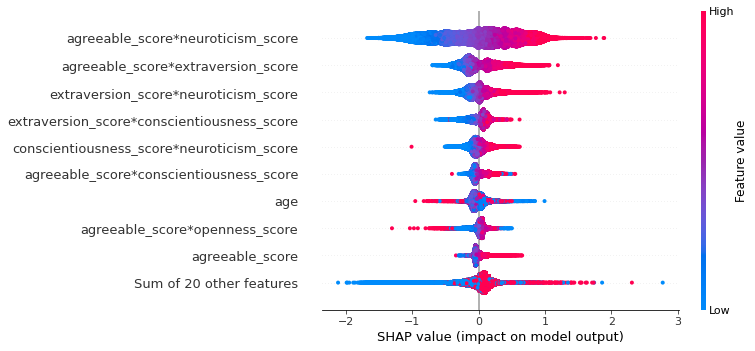 High
agreeable_score*neuroticism_score
agreeable_score*extraversion_score
extraversion_score*neuroticism_score
extraversion_score*conscientiousness_score
conscientiousness_score*neuroticism_score
agreeable_score*conscientiousness_score
age
agreeable_score*openness_score
agreeable_score
Sum of 20 other features
Feature value
Low
−2 −1 0 1 2 3
SHAP value (impact on model output)